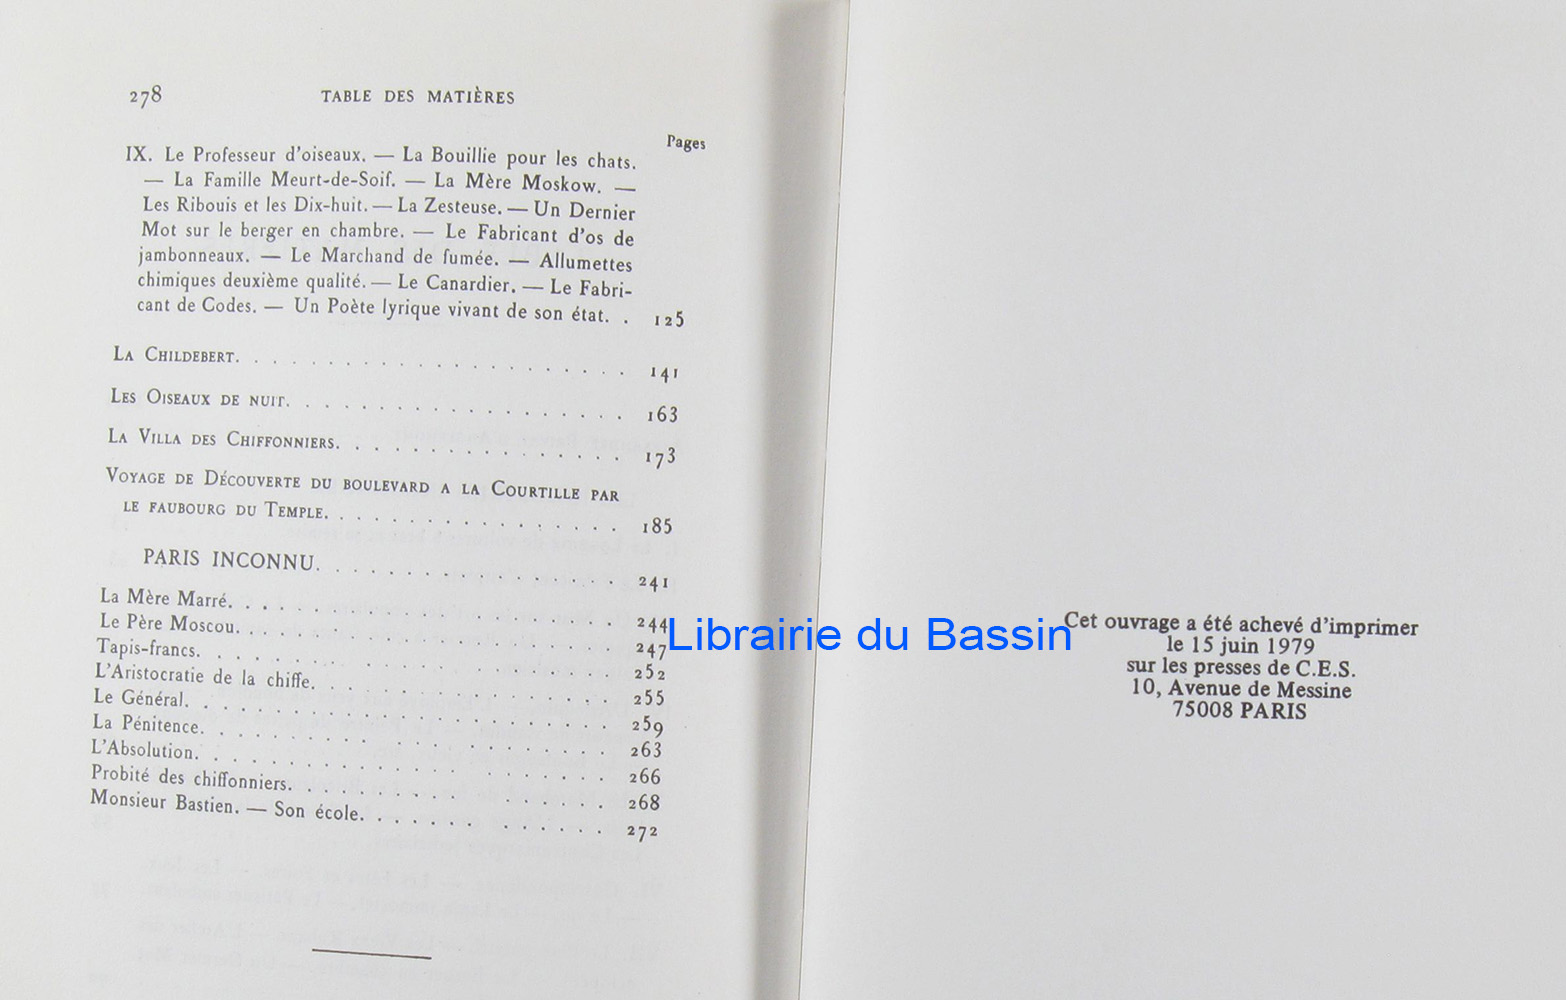 278 TABLE DES MATIÈRES
Pages
IX. Le Professeur d'oiseaux. — La Bouillie pour les chats.
— La Famille Meurt-de-Soif. — La Mère Moskow. —
Les Ribouis et les Dix-huit. — La Zesteuse. — Un Dernier
Mot sur le berger en chambre. — Le Fabricant d'os de
jambonneaux. — Le Marchand de fumée. — Allumettes
chimiques deuxième qualité. — Le Canardier. — Le Fabri-
cant de Codes. — Un Poète lyrique vivant de son état. . 125
LA CHILDEBERT. . . . . . . . . . . . . . . . . . . . . . 141
LES OISEAUX DE NUIT. . . . . . . . . . . . . . . . . . . 163
LA VILLA DES CHIFFONNIERS. . . . . . . . . . . . . . . . 173
VOYAGE DE DÉCOUVERTE DU BOULEVARD A LA COURTILLE PAR
LE FAUBOURG DU TEMPLE. . . . . . . . . . . . . . . . . 185
PARIS INCONNU. . . . . . . . . . . . . . . . . 241
La Mère Marré. . . . . . . . . . . . . . . . . . . . . 244
Le Père Moscou. . . . . . . . . . . . . . . . . . . . . 247
Tapis-francs. . . . . . . . . . . . . . . . . . . . . . 252
L'Aristocratie de la chiffe. . . . . . . . . . . . . . . . 255
Le Général. . . . . . . . . . . . . . . . . . . . . . . 259
La Pénitence. . . . . . . . . . . . . . . . . . . . . . 263
L'Absolution. . . . . . . . . . . . . . . . . . . . . . 266
Probité des chiffonniers. . . . . . . . . . . . . . . . 268
Monsieur Bastien. — Son école. . . . . . . . . . . . . 272
Librairie du Bassin
Cet ouvrage a été achevé d'imprimer
le 15 juin 1979
sur les presses de C.E.S.
10, Avenue de Messine
75008 PARIS